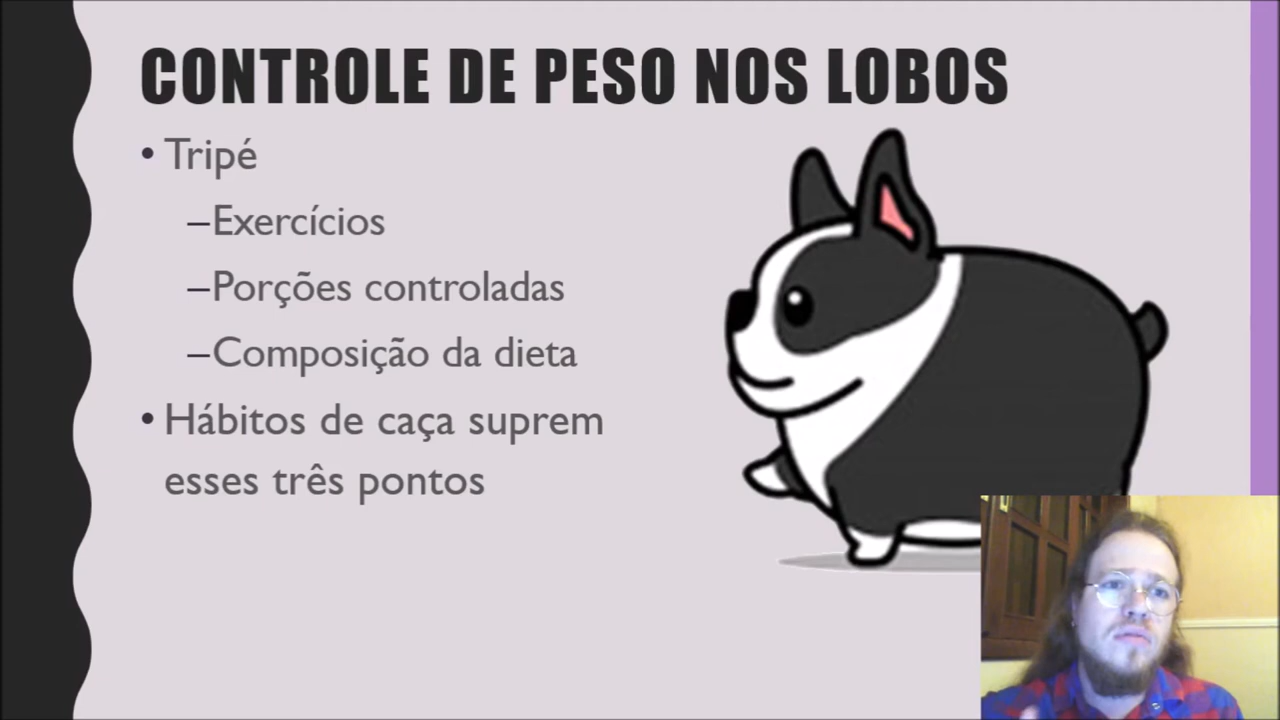 CONTROLE DE PESO NOS LOBOS
• Tripé
–Exercícios
–Porções controladas
–Composição da dieta
• Hábitos de caça suprem
esses três pontos